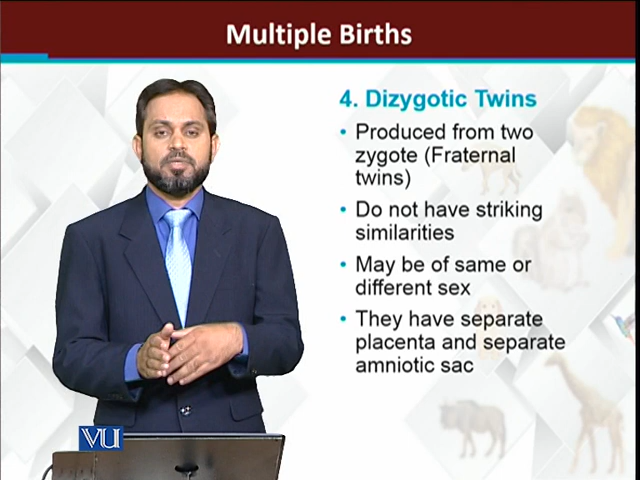 Multiple Births
4. Dizygotic Twins
• Produced from two
zygote (Fraternal
twins)
• Do not have striking
similarities
• May be of same or
different sex
• They have separate
placenta and separate
amniotic sac
VU